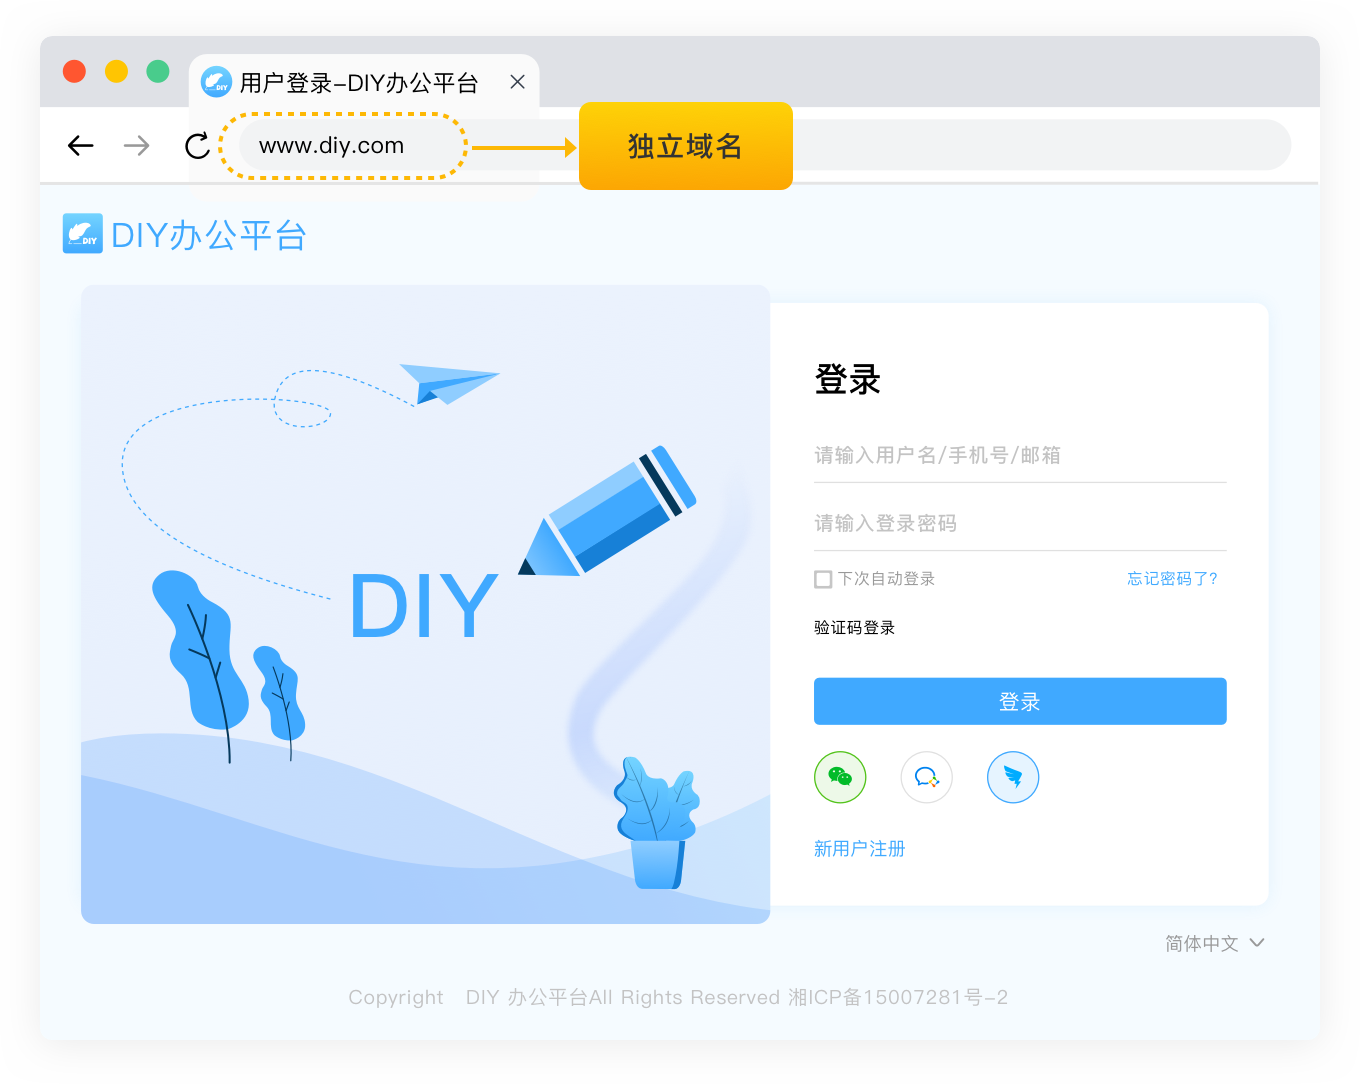 用户登录-DIY办公平台
www.diy.com
独立域名
DIY
DIY办公平台
登录
请输入用户名/手机号/邮箱
请输入登录密码
下次自动登录
忘记密码了?
DIY
验证码登录
登录
新用户注册
简体中文
Copyright DIY 办公平台All Rights Reserved 湘ICP备15007281号-2